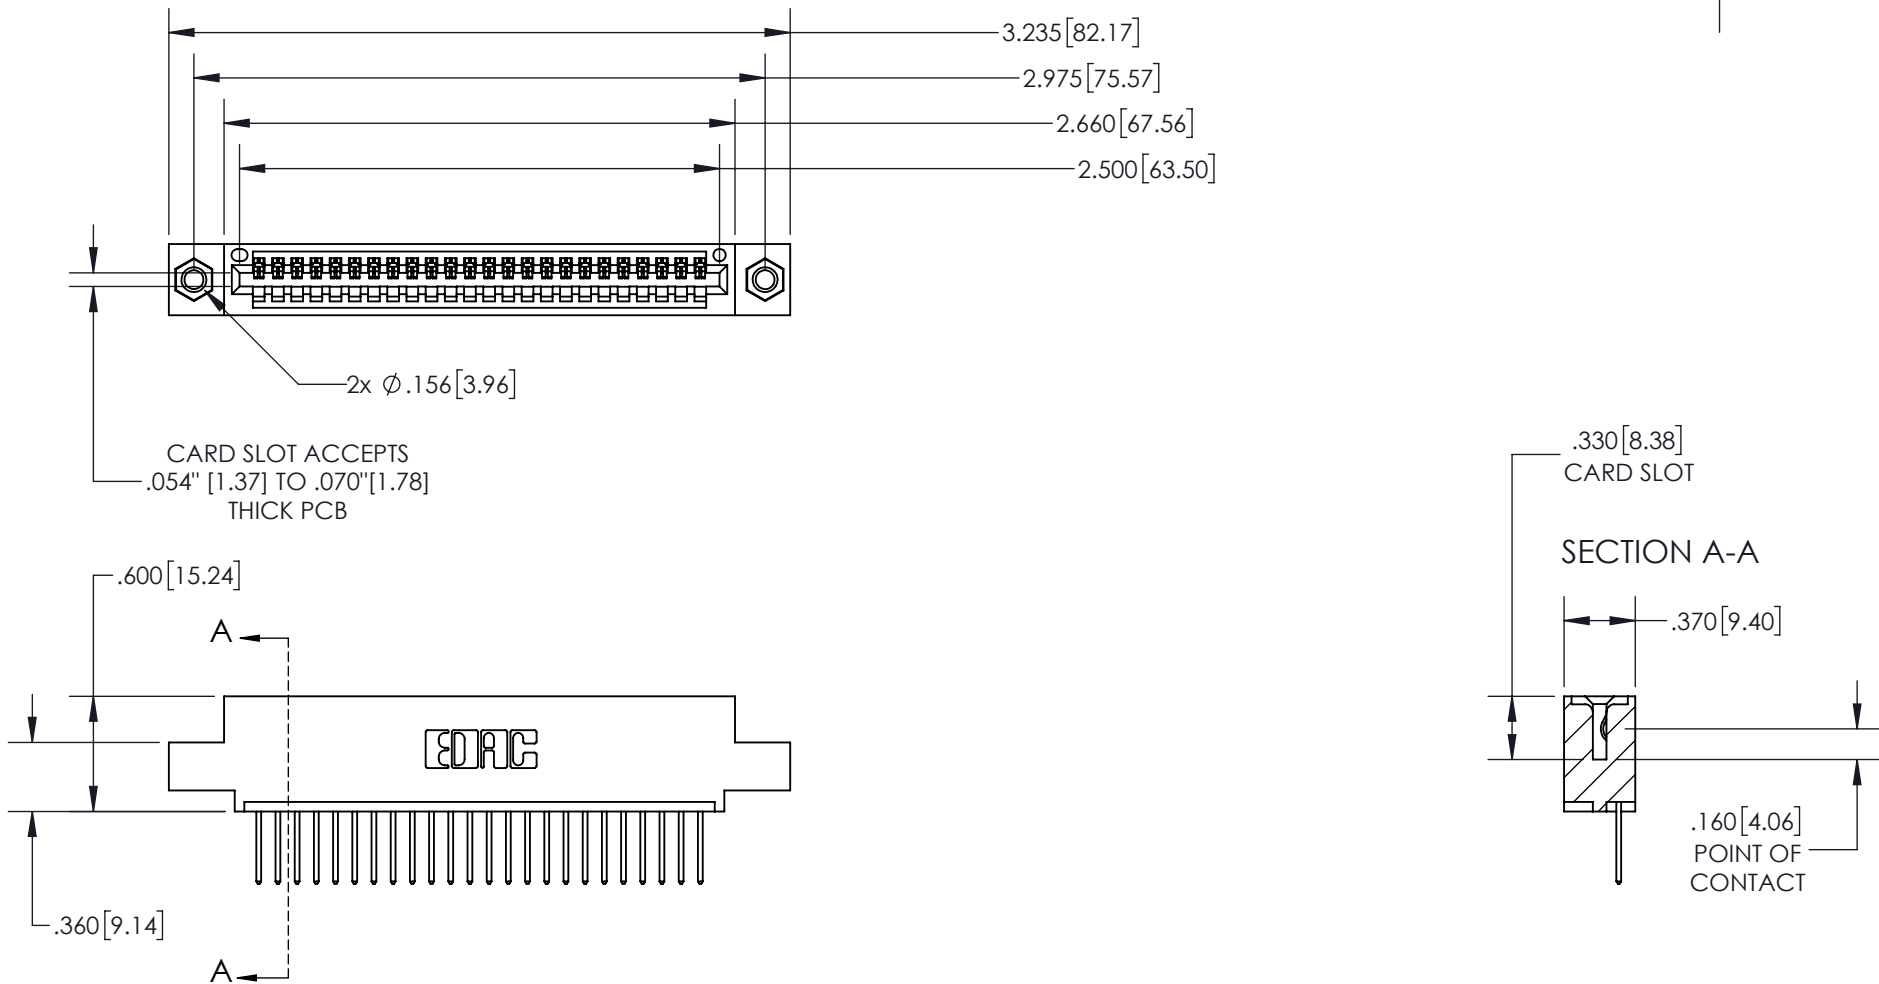 3.235[82.17]
2.975[75.57]
2.660[67.56]
2.500[63.50]
2x Ø.156[3.96]
CARD SLOT ACCEPTS
.054" [1.37] TO .070"[1.78]
THICK PCB
.330[8.38]
CARD SLOT
SECTION A-A
.600[15.24]
.370[9.40]
A
EDAC
.160[4.06]
POINT OF
CONTACT
.360[9.14]
A